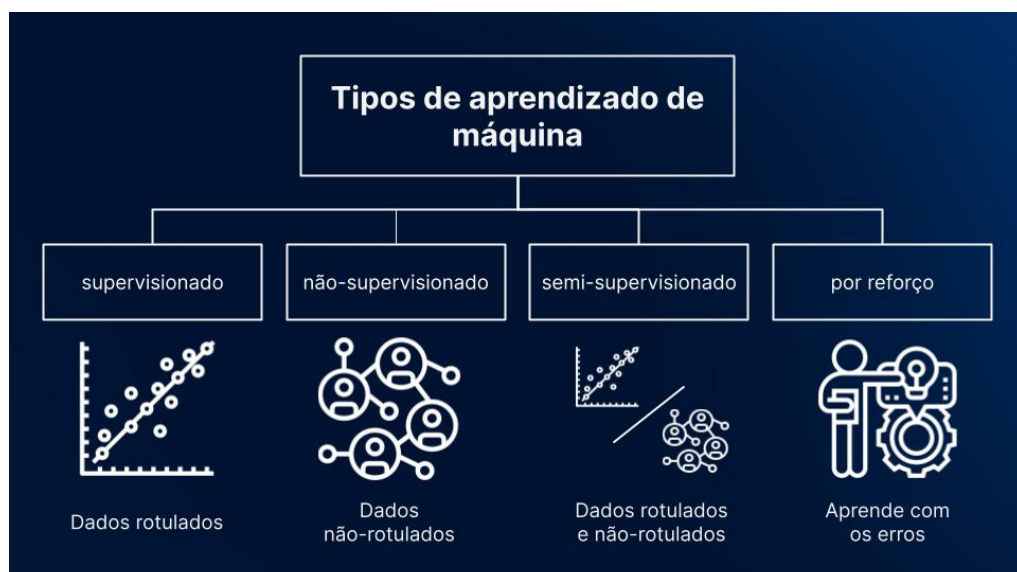 Tipos de aprendizado de
máquina
supervisionado
não-supervisionado
semi-supervisionado
por reforço
Dados rotulados
Dados
não-rotulados
Dados rotulados
e não-rotulados
Aprende com
os erros